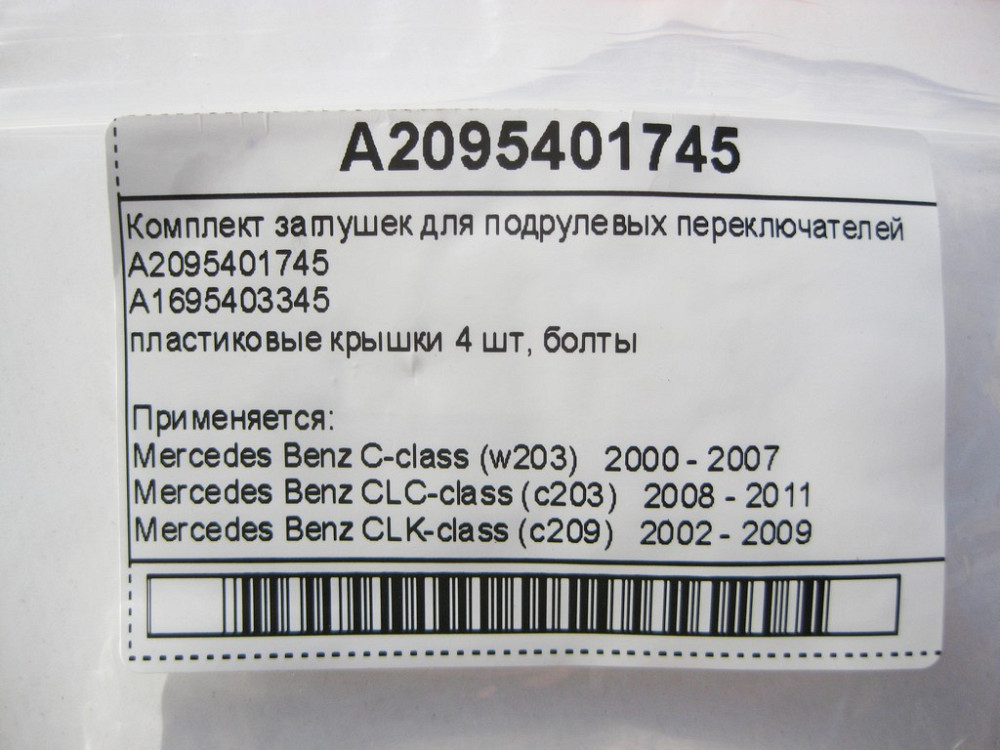 A2095401745
Комплект заглушек для подрулевых переключателей
A2095401745
A1695403345
пластиковые крышки 4 шт, болты
Применяется:
Mercedes Benz C-class (w203) 2000 - 2007
Mercedes Benz CLC-class (c203) 2008 - 2011
Mercedes Benz CLK-class (c209) 2002 - 2009